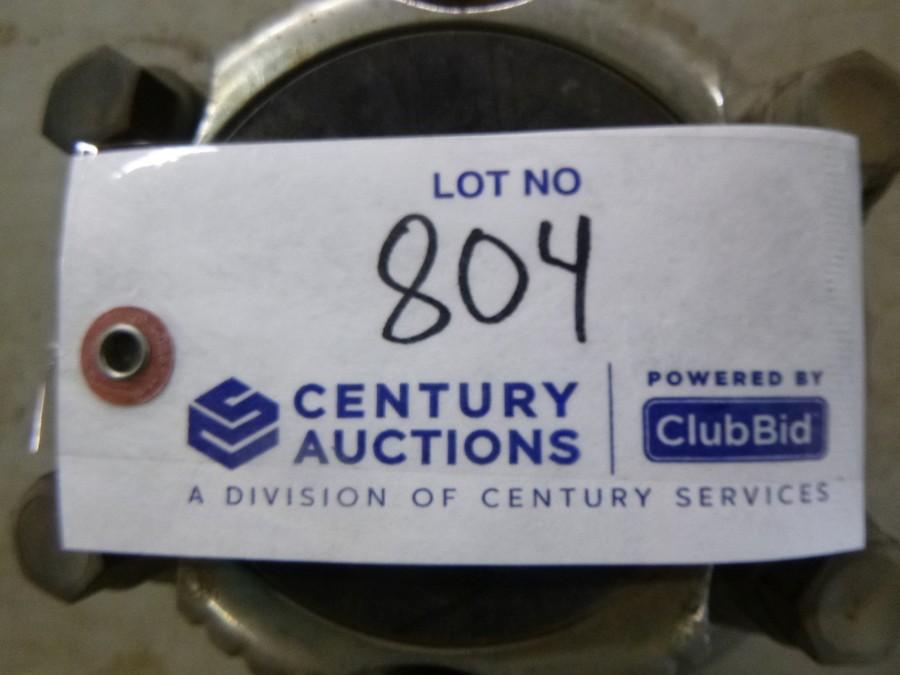 LOT NO
804
CENTURY
AUCTIONS
POWERED BY
ClubBid
A DIVISION OF CENTURY SERVICES